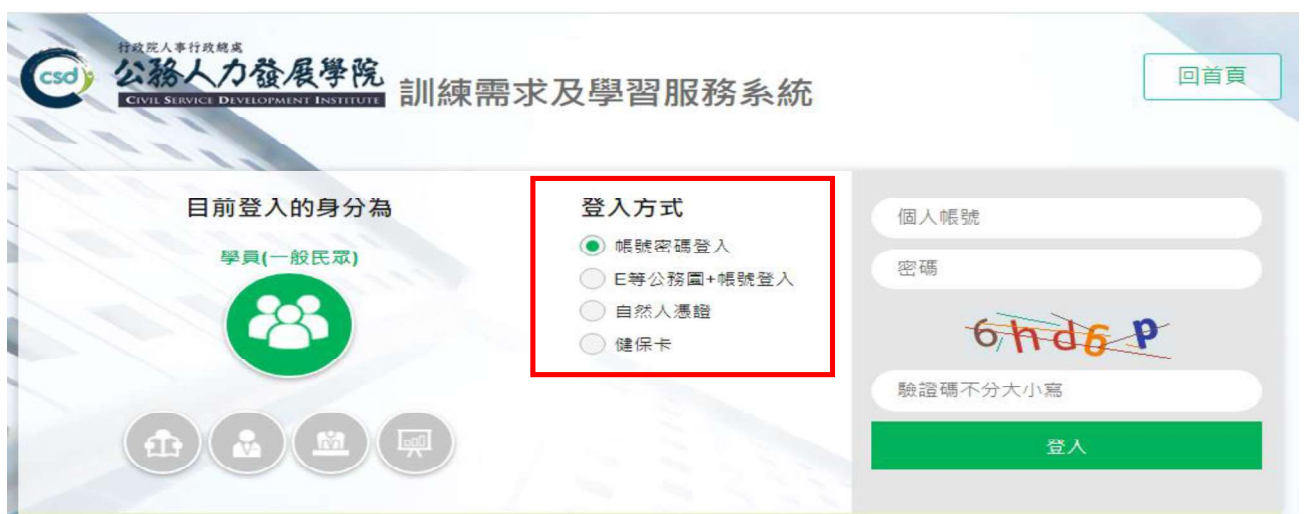 行政院人事行政總處
公務人力發展學院
CIVIL SERVICE DEVELOPMENT INSTITUTE
csd
訓練需求及學習服務系統
回首頁
目前登入的身分為
學員(一般民眾)
登入方式
帳號密碼登入
E等公務園+帳號登入
自然人憑證
健保卡
個人帳號
密碼
6hd6P
驗證碼不分大小寫
登入